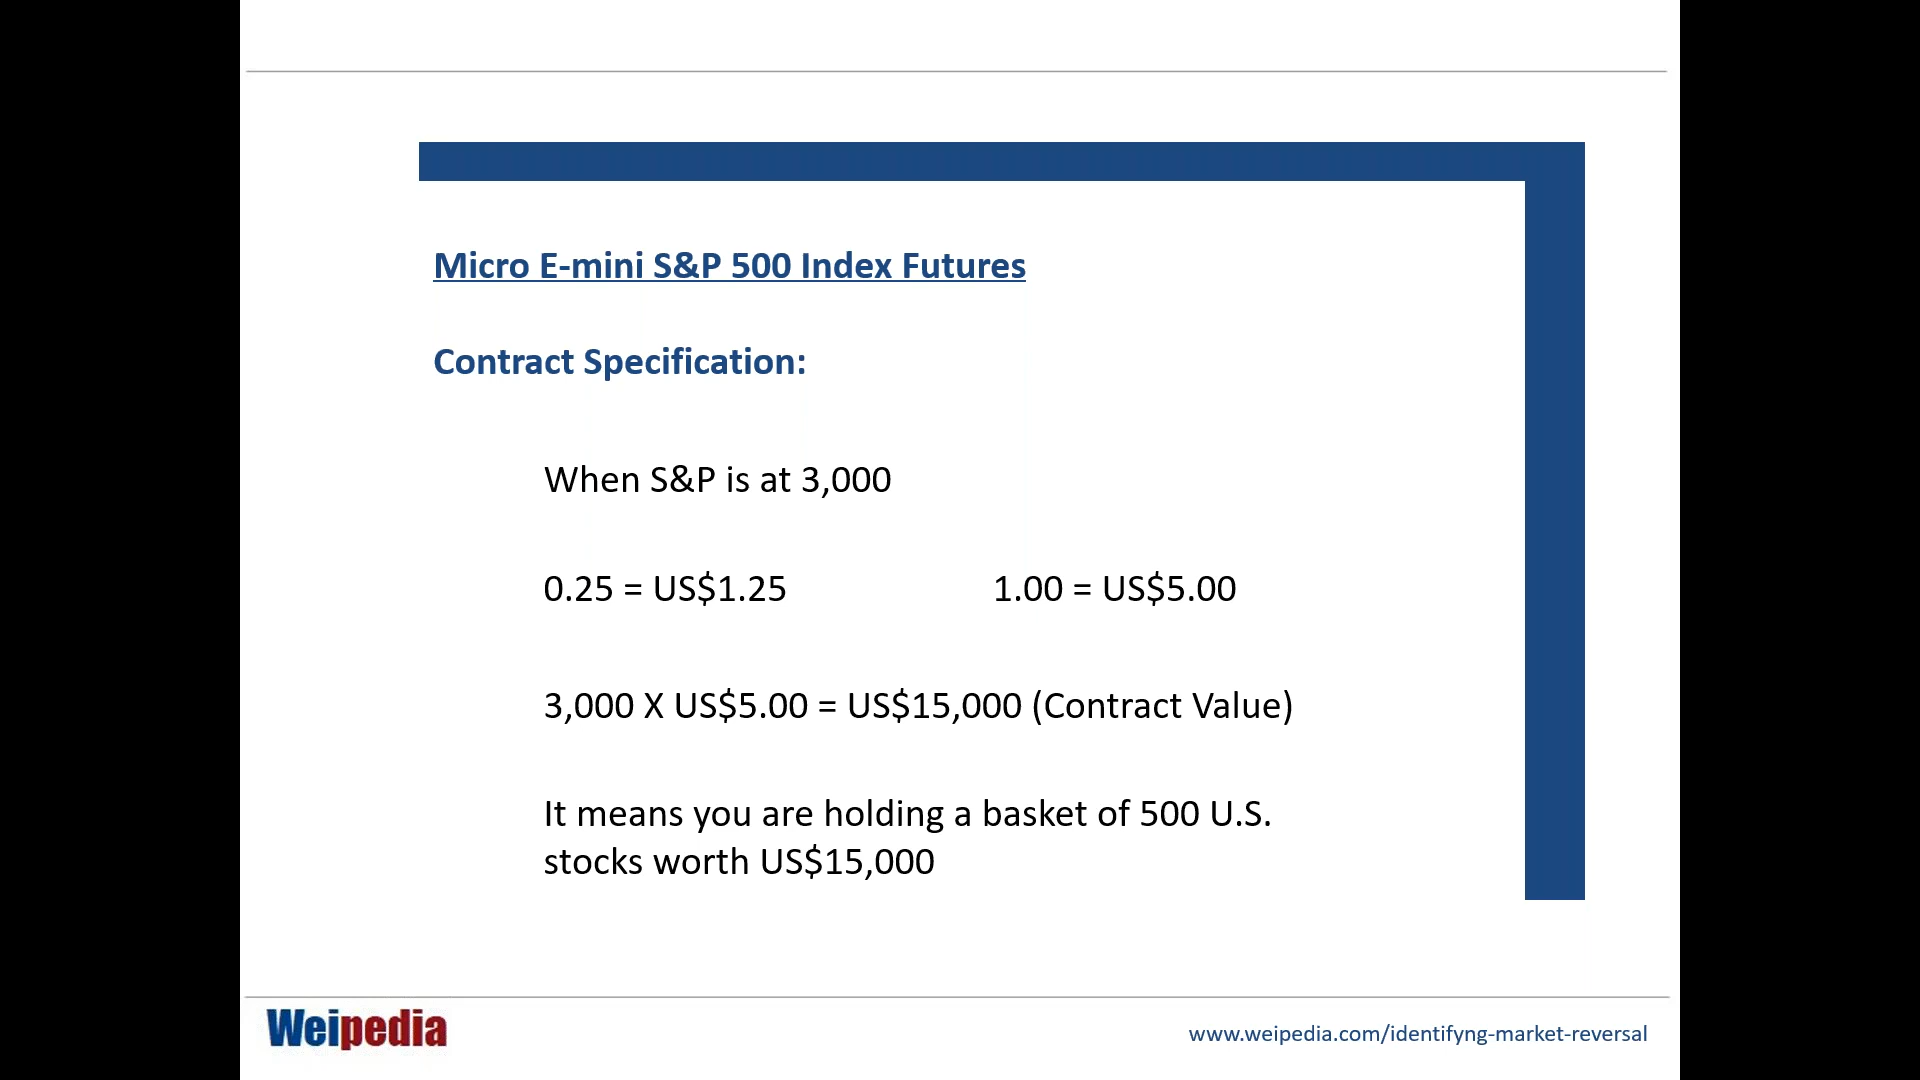 Micro E-mini S&P 500 Index Futures
Contract Specification:
When S&P is at 3,000
0.25 = US$1.25 1.00 = US$5.00
3,000 X US$5.00 = US$15,000 (Contract Value)
It means you are holding a basket of 500 U.S.
stocks worth US$15,000
Weipedia
www.weipedia.com/identifyng-market-reversal